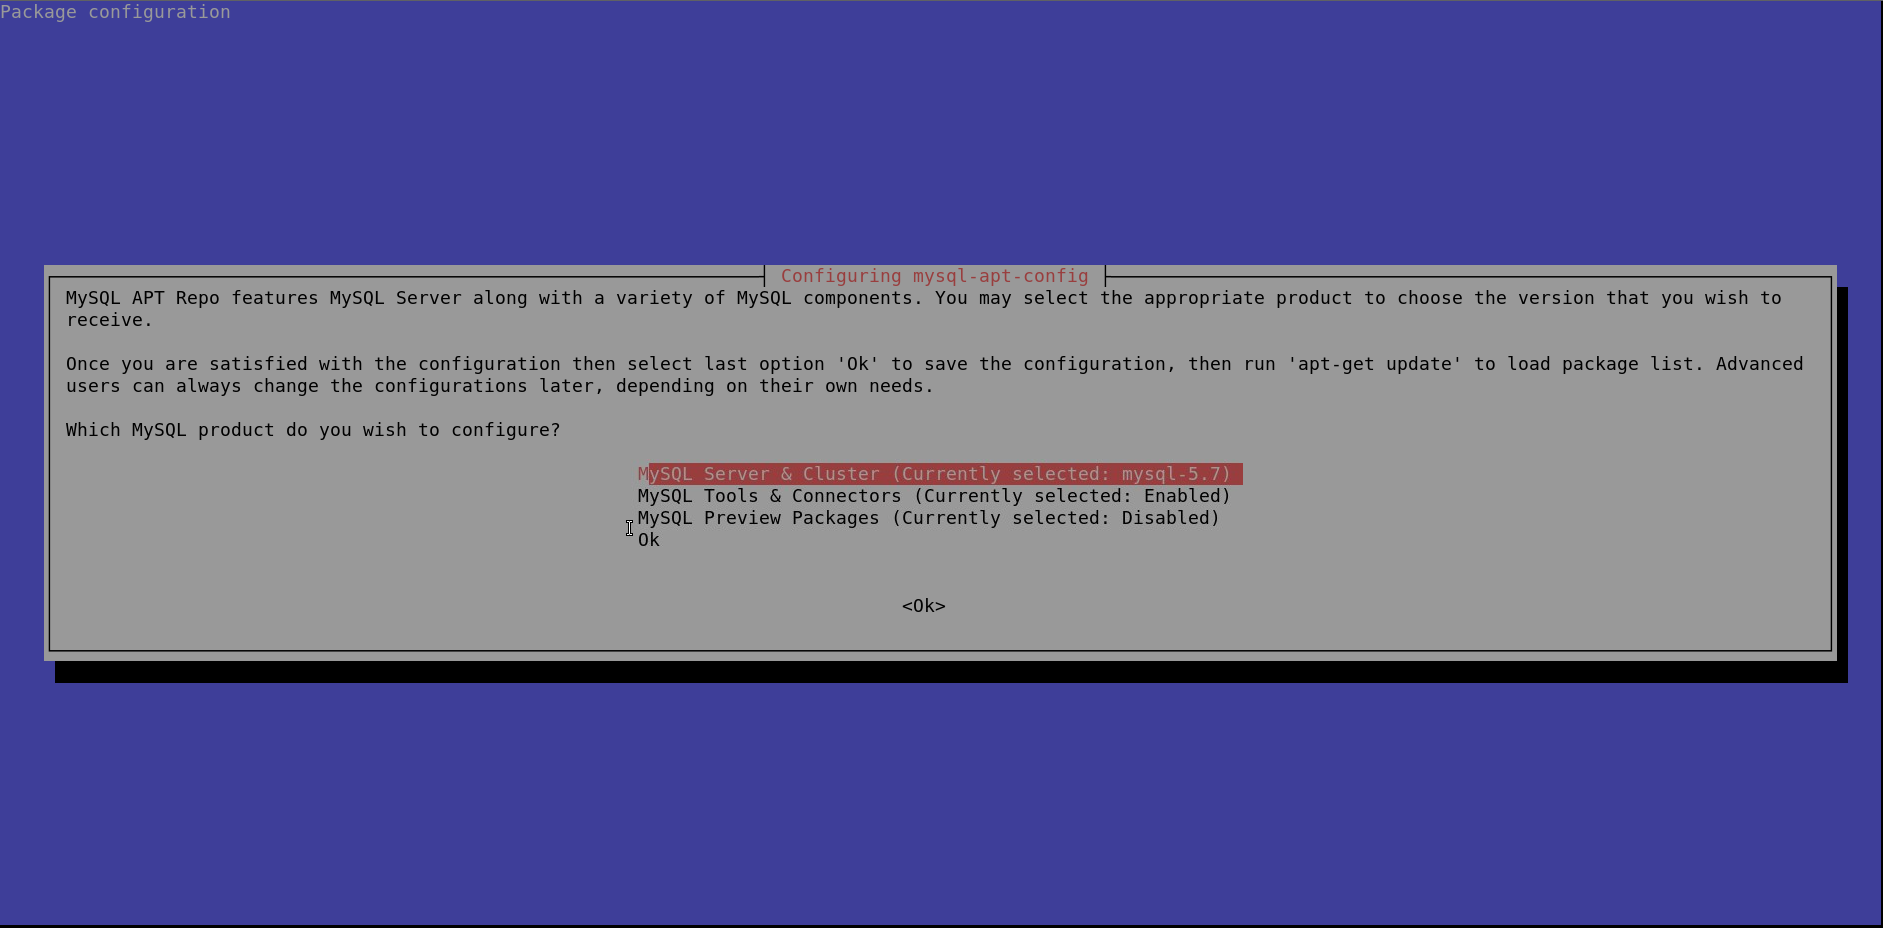 Package configuration
Configuring mysql-apt-config
MySQL APT Repo features MySQL Server along with a variety of MySQL components. You may select the appropriate product to choose the version that you wish to
receive.
Once you are satisfied with the configuration then select last option 'Ok' to save the configuration, then run 'apt-get update' to load package list. Advanced
users can always change the configurations later, depending on their own needs.
Which MySQL product do you wish to configure?
MySQL Server & Cluster (Currently selected: mysql-5.7)
MySQL Tools & Connectors (Currently selected: Enabled)
MySQL Preview Packages (Currently selected: Disabled)
Ok
<Ok>